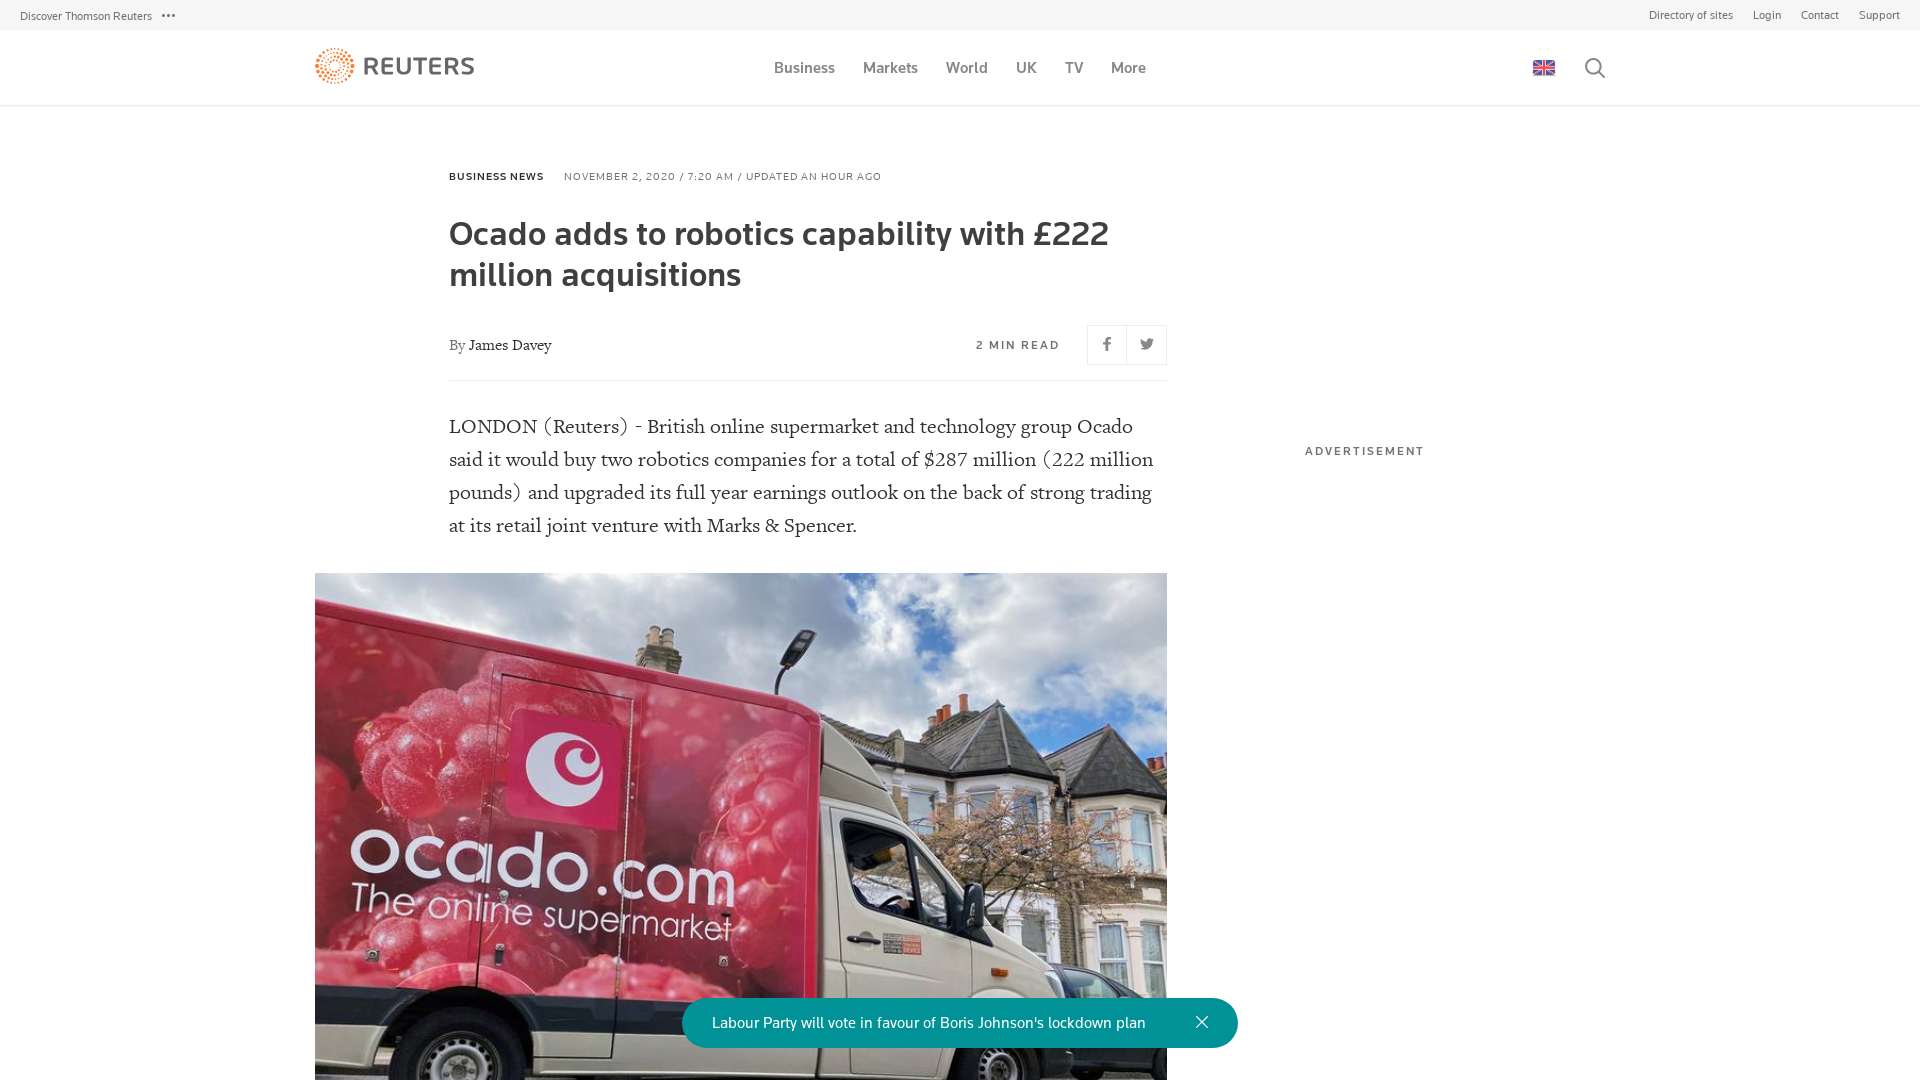 Discover Thomson Reuters
Directory of sites Login Contact Support
REUTERS
Business Markets World UK TV More
BUSINESS NEWS NOVEMBER 2, 2020 / 7:20 AM / UPDATED AN HOUR AGO
Ocado adds to robotics capability with £222
million acquisitions
By James Davey
2 MIN READ
LONDON (Reuters) - British online supermarket and technology group Ocado
said it would buy two robotics companies for a total of $287 million (222 million
pounds) and upgraded its full year earnings outlook on the back of strong trading
at its retail joint venture with Marks & Spencer.
ADVERTISEMENT
ocado.com
The online supermarket
Labour Party will vote in favour of Boris Johnson's lockdown plan